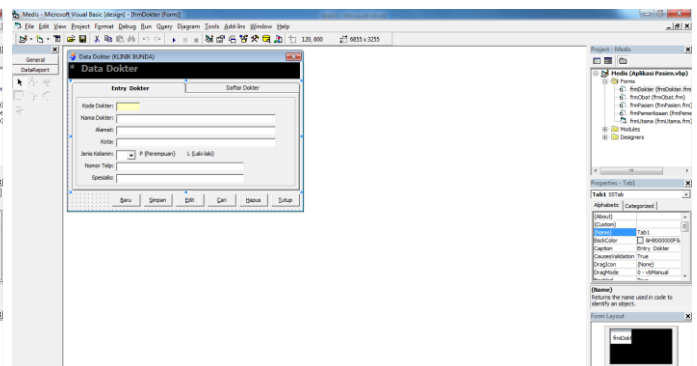 Medis - Microsoft Visual Basic [design] - [frmDokter (Form)]
File Edit View Project Format Debug Run Query Diagram Tools Add-Ins Window Help
120, 600 6855 x 3255
General
DataReport
Data Dokter (KLINIK BUNDA)
* Data Dokter
Entry Dokter Daftar Dokter
Kode Dokter:
Nama Dokter:
Alamat:
Kota:
Jenis Kelamin: P (Perempuan) L (Laki-laki)
Nomer Telp:
Spesialis:
Baru Simpan Edit Cari Hapus Tutup
Project - Medis
Medis (Aplikasi Pasien.vbp)
Forms
frmDokter (frmDokter.frm
frmObat (frmObat.frm)
frmPasien (frmPasien.frm
frmPemeriksaan (frmPemeriksaan
frmUtama (frmUtama.frm)
Modules
Designers
Properties - Tab1
Tab1 SSTab
Alphabetic Categorized
(About)
(Custom)
(Name) Tab1
BackColor &H8000000F&
Caption Entry Dokter
CausesValidation True
DragIcon (None)
DragMode 0 - vbManual
Enabled True
(Name)
Returns the name used in code to
identify an object.
Form Layout
frmDokt